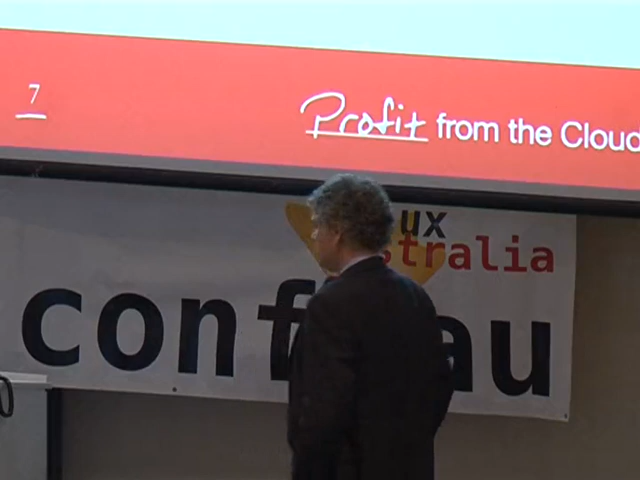 7
Profit from the Cloud
ux
stralia
conf au